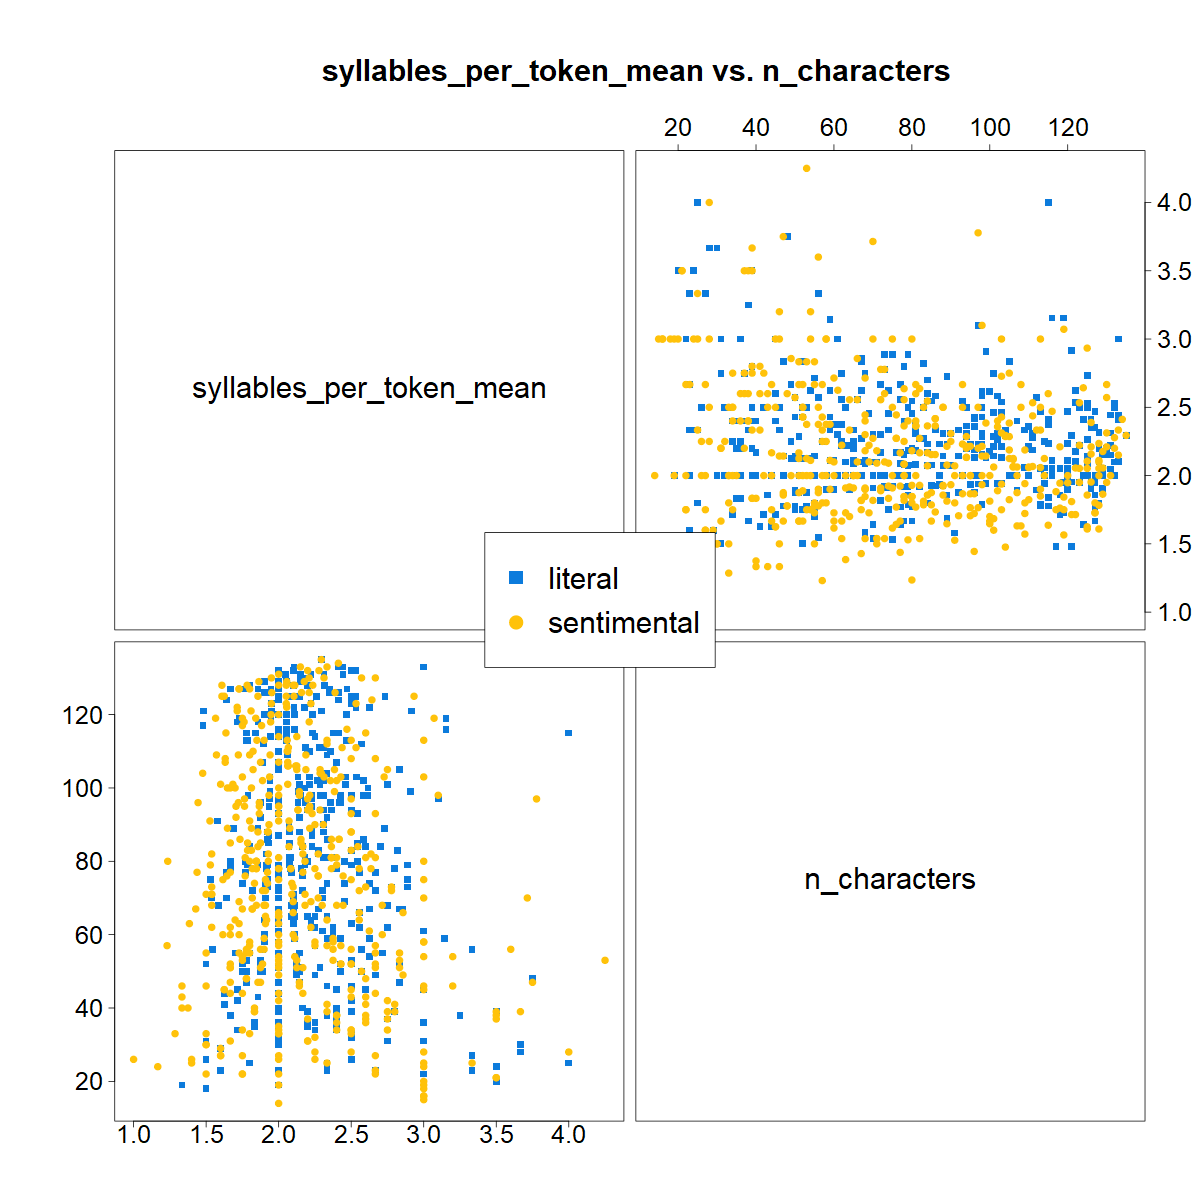 syllables_per_token_mean vs. n_characters
20 40 60 80 100 120
syllables_per_token_mean
4.0
3.5
3.0
2.5
2.0
1.5
1.0
literal
sentimental
120
100
80
60
40
20
n_characters
1.0 1.5 2.0 2.5 3.0 3.5 4.0